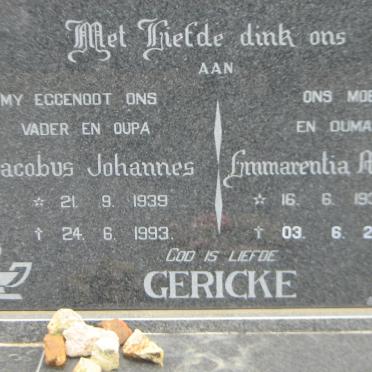 Met Liefde dink ons
AAN
MY EGGENOOT ONS
VADER EN OUPA
acobus Johannes
☆ 21. 9. 1939
† 24. 6. 1993.
ONS MOE
EN OUMA
Emmarentia
☆ 16. 6. 19
† 03. 6. 2
GOD IS LIEFDE
GERICKE